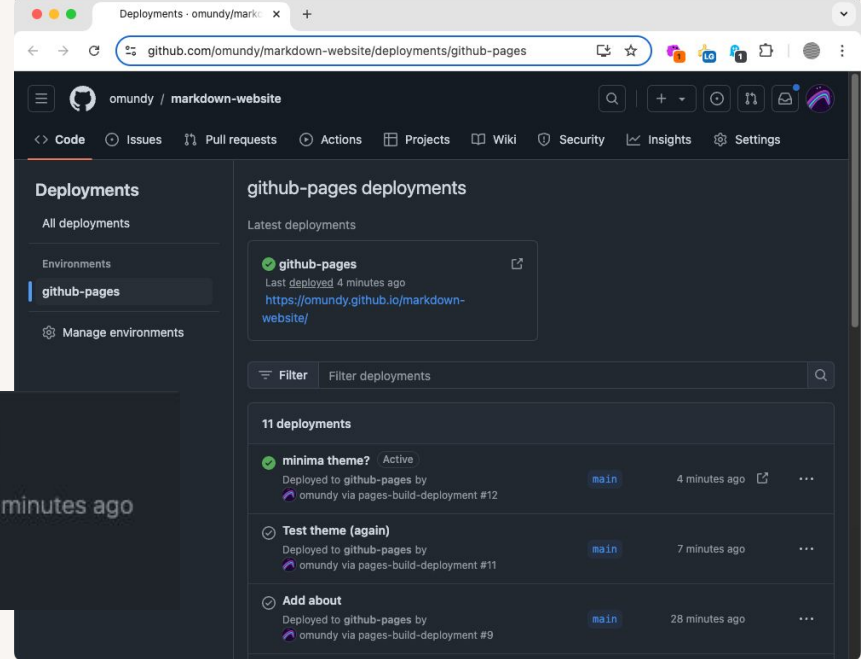 Deployments · omundy/mark
github.com/omundy/markdown-website/deployments/github-pages
1
LG
1
omundy / markdown-website
Code Issues Pull requests Actions Projects Wiki Security Insights Settings
Deployments
All deployments
Environments
github-pages
Manage environments
github-pages deployments
Latest deployments
github-pages
Last deployed 4 minutes ago
https://omundy.github.io/markdown-
website/
Filter Filter deployments
11 deployments
minima theme? Active
Deployed to github-pages by
omundy via pages-build-deployment #12
main 4 minutes ago
Test theme (again)
Deployed to github-pages by
omundy via pages-build-deployment #11
main 7 minutes ago
Add about
Deployed to github-pages by
omundy via pages-build-deployment #9
main 28 minutes ago
minutes ago